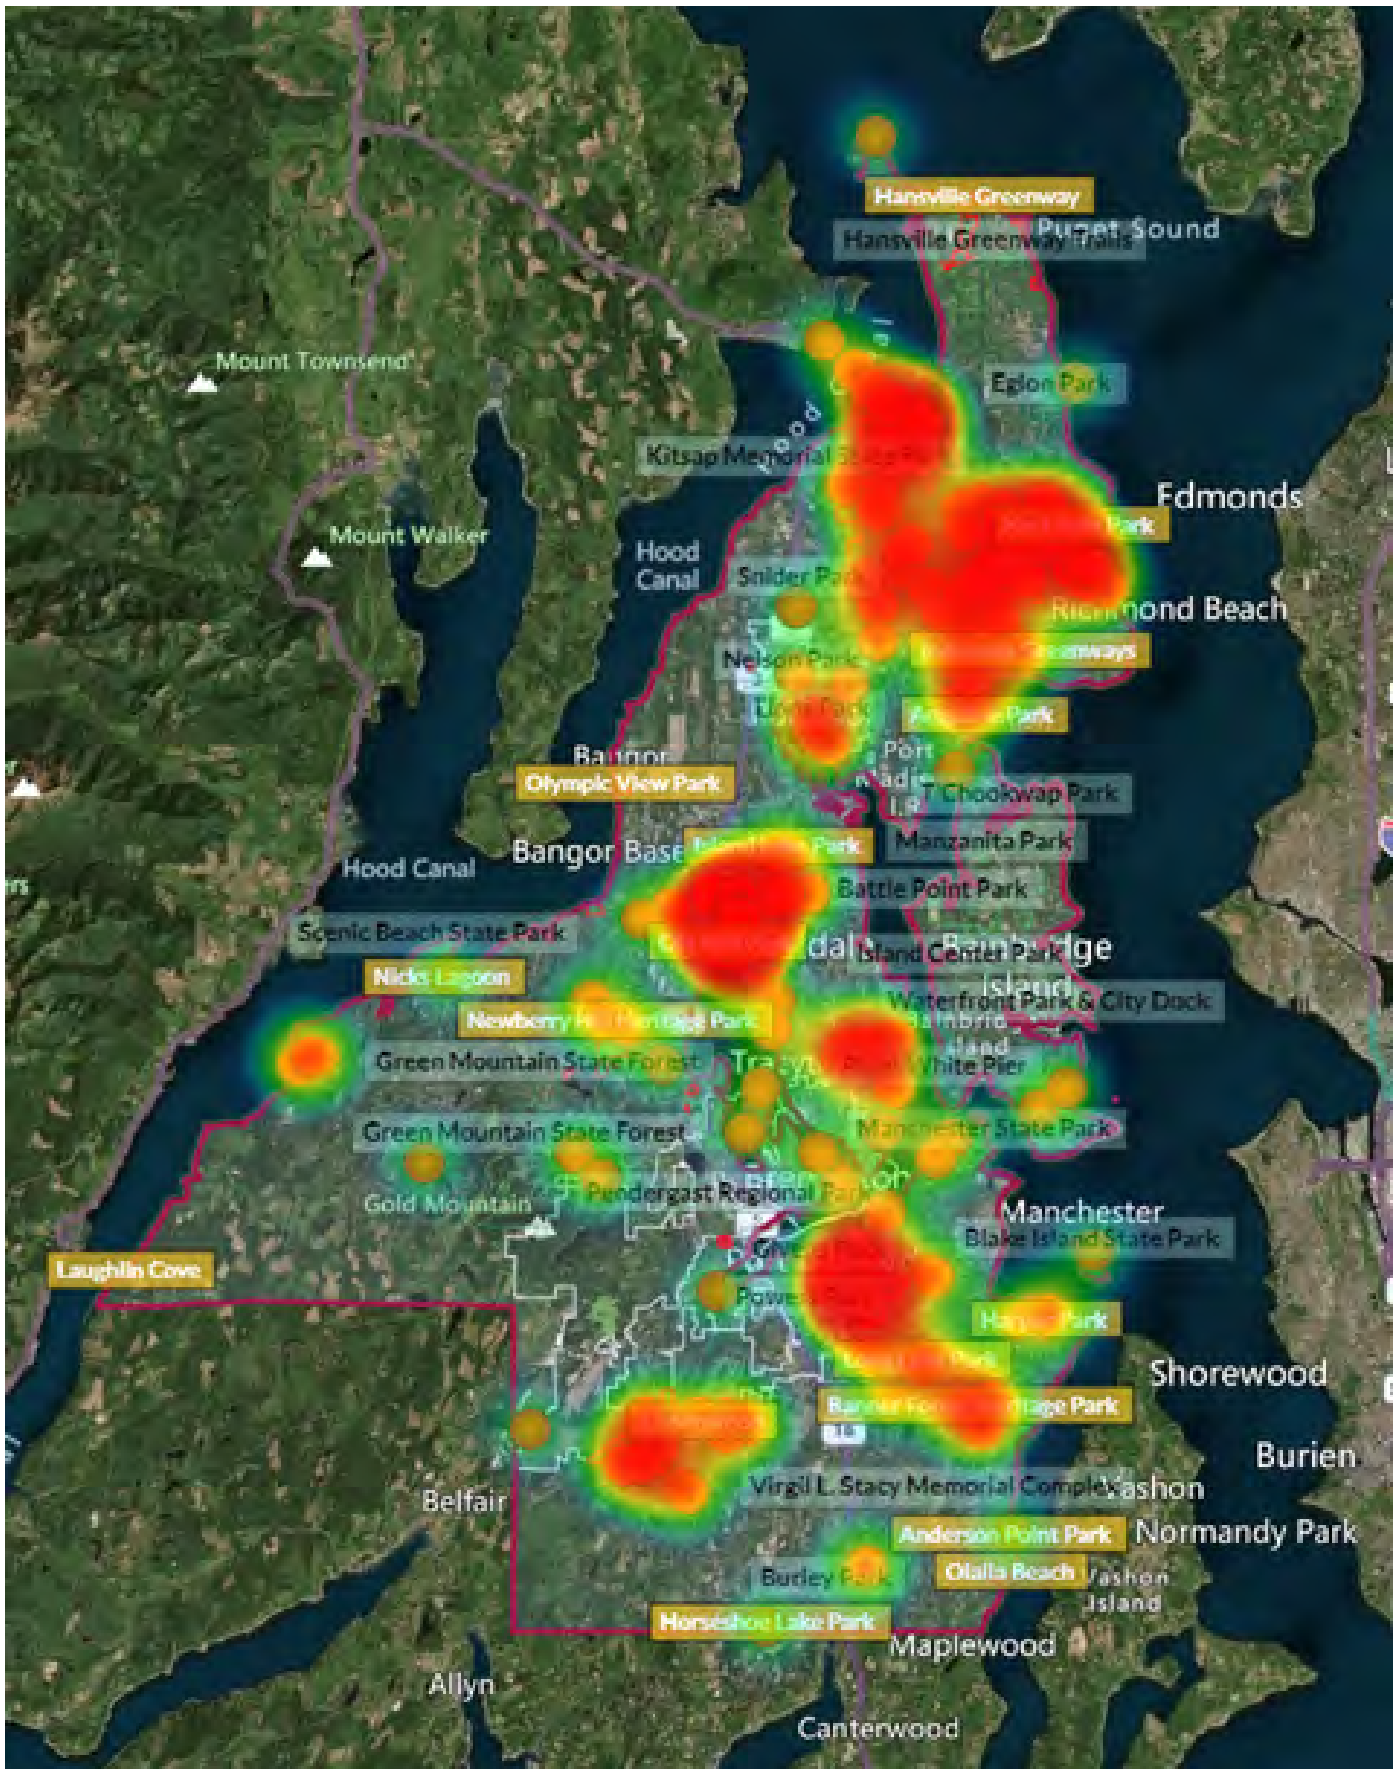 Hansville Greenway
Puget Sound
Hansville Greenway Trails
Mount Townsend
Eglon Park
Hood
Kitsap Memorial State
Edmonds
Park
Mount Walker
Hood
Canal
Snider Park
Richmond Beach
Greenways
Nelson Park
Park
Port
Bangor
Olympic View Park
T'Chookwap Park
I.R.
Manzanita Park
Park
Bangor Base
Hood Canal
Battle Point Park
Scenic Beach State Park
Island Center Park
Bainbridge
Island
Nicks Lagoon
Waterfront Park & City Dock
Newberry Hill Heritage Park
Island
Green Mountain State Forest
White Pier
Manchester State Park
Green Mountain State Forest
Pendergast Regional Park
Gold Mountain
Manchester
Blake Island State Park
Laughlin Cove
Harper Park
Park
Shorewood
Banner Forest Heritage Park
16
Burien
Virgil L. Stacy Memorial Complex
Vashon
Belfair
Anderson Point Park
Normandy Park
Olalla Beach
Burley Park
Vashon
Island
Horseshoe Lake Park
Maplewood
Allyn
Canterwood